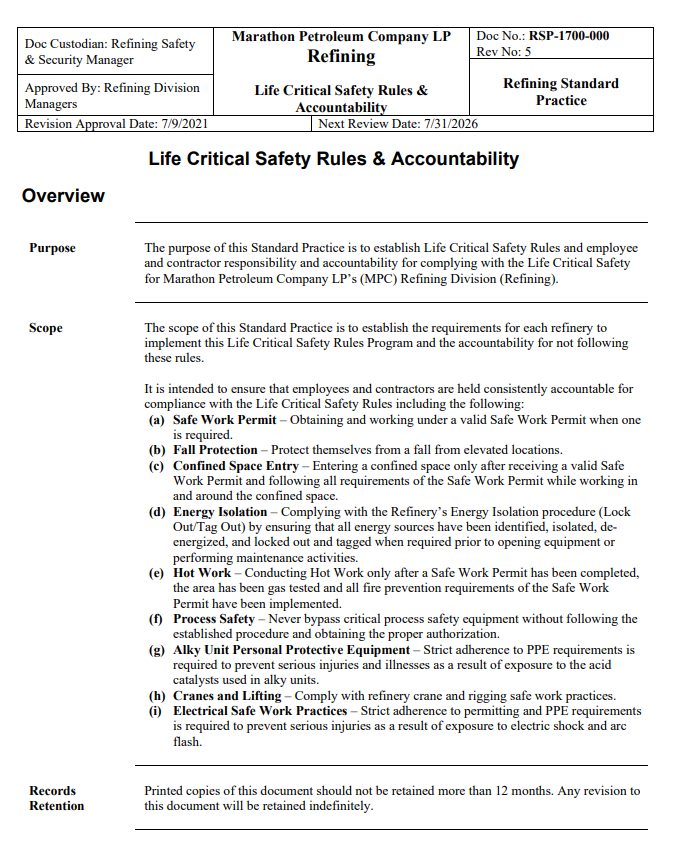 Doc Custodian: Refining Safety
& Security Manager
Marathon Petroleum Company LP
Refining
Life Critical Safety Rules &
Accountability
Doc No.: RSP-1700-000
Rev No: 5
Approved By: Refining Division
Managers
Refining Standard
Practice
Revision Approval Date: 7/9/2021
Next Review Date: 7/31/2026
Life Critical Safety Rules & Accountability
Overview
Purpose
The purpose of this Standard Practice is to establish Life Critical Safety Rules and employee
and contractor responsibility and accountability for complying with the Life Critical Safety
for Marathon Petroleum Company LP's (MPC) Refining Division (Refining).
Scope
The scope of this Standard Practice is to establish the requirements for each refinery to
implement this Life Critical Safety Rules Program and the accountability for not following
these rules.
It is intended to ensure that employees and contractors are held consistently accountable for
compliance with the Life Critical Safety Rules including the following:
(a) Safe Work Permit – Obtaining and working under a valid Safe Work Permit when one
is required.
(b) Fall Protection – Protect themselves from a fall from elevated locations.
(c) Confined Space Entry – Entering a confined space only after receiving a valid Safe
Work Permit and following all requirements of the Safe Work Permit while working in
and around the confined space.
(d) Energy Isolation – Complying with the Refinery's Energy Isolation procedure (Lock
Out/Tag Out) by ensuring that all energy sources have been identified, isolated, de-
energized, and locked out and tagged when required prior to opening equipment or
performing maintenance activities.
(e) Hot Work – Conducting Hot Work only after a Safe Work Permit has been completed,
the area has been gas tested and all fire prevention requirements of the Safe Work
Permit have been implemented.
(f) Process Safety – Never bypass critical process safety equipment without following the
established procedure and obtaining the proper authorization.
(g) Alky Unit Personal Protective Equipment – Strict adherence to PPE requirements is
required to prevent serious injuries and illnesses as a result of exposure to the acid
catalysts used in alky units.
(h) Cranes and Lifting – Comply with refinery crane and rigging safe work practices.
(i) Electrical Safe Work Practices – Strict adherence to permitting and PPE requirements
is required to prevent serious injuries as a result of exposure to electric shock and arc
flash.
Records
Retention
Printed copies of this document should not be retained more than 12 months. Any revision to
this document will be retained indefinitely.